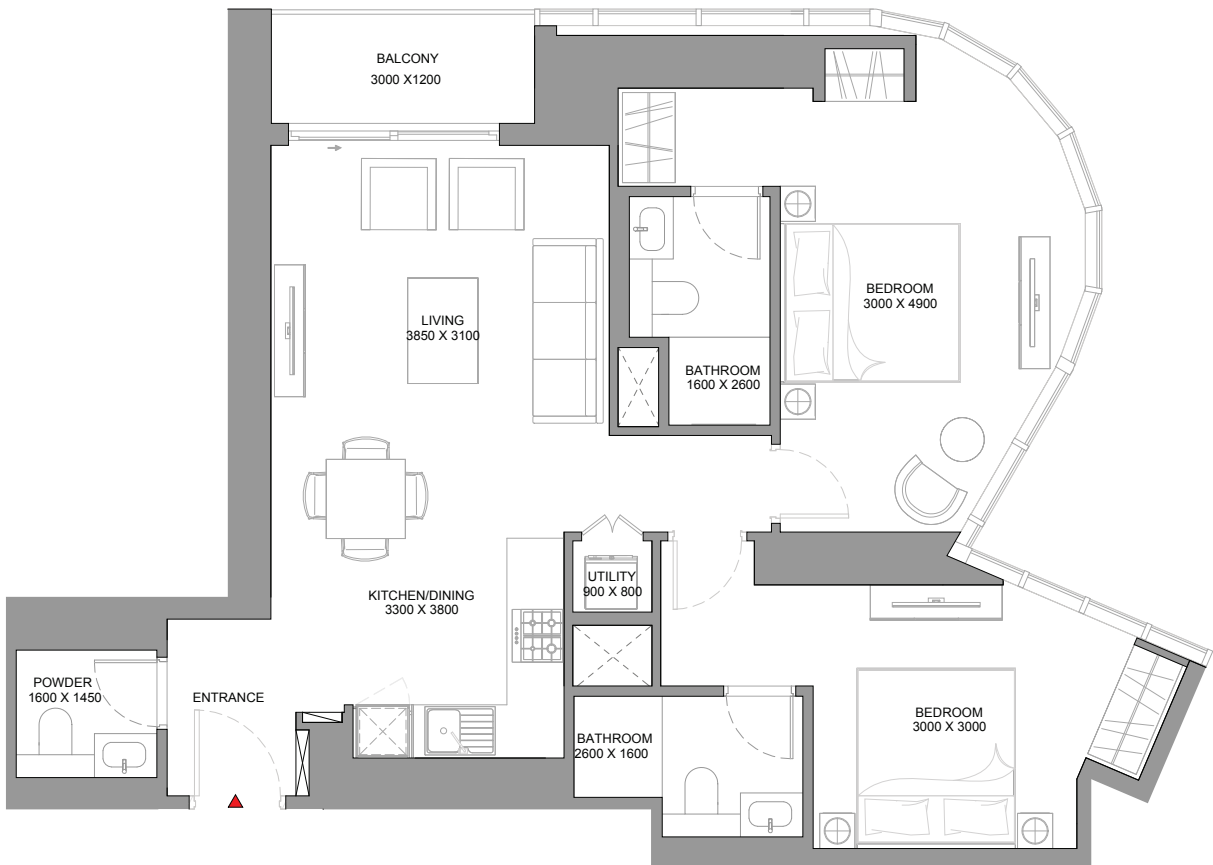 BALCONY
3000 X1200
BEDROOM
3000 X 4900
LIVING
3850 X 3100
BATHROOM
1600 X 2600
UTILITY
900 X 800
KITCHEN/DINING
3300 X 3800
POWDER
1600 X 1450
ENTRANCE
BEDROOM
3000 X 3000
BATHROOM
2600 X 1600